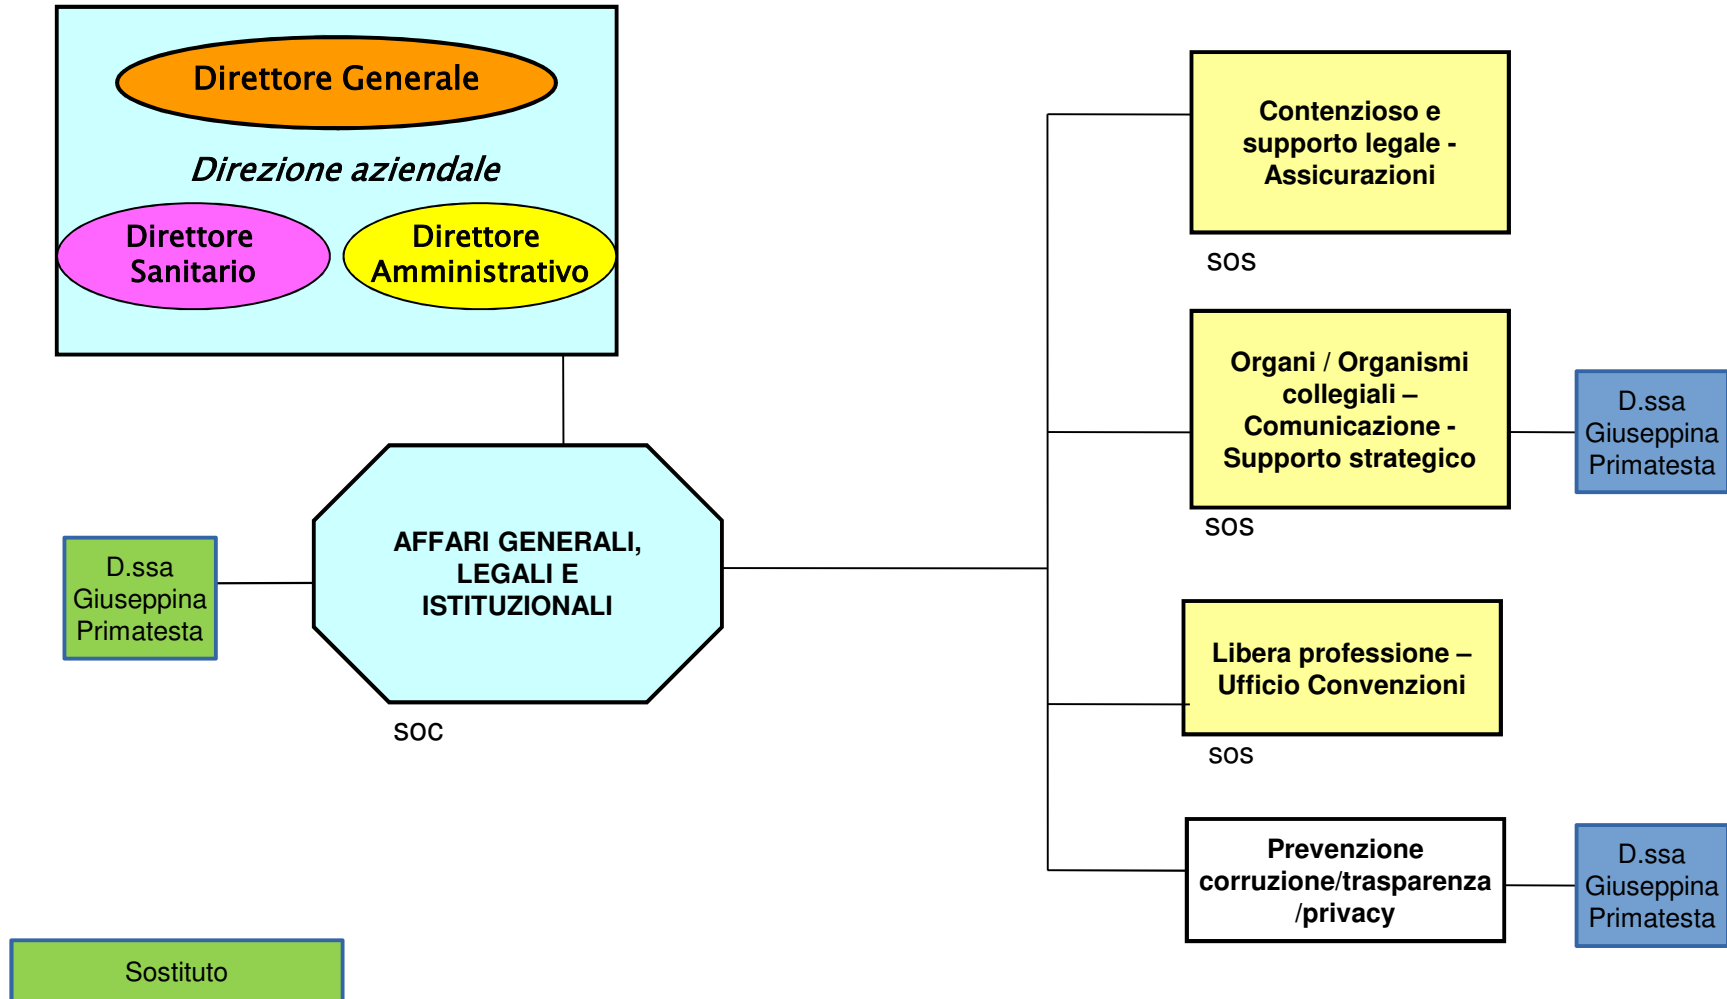 Direttore Generale
Direzione aziendale
Direttore
Sanitario
Direttore
Amministrativo
AFFARI GENERALI,
LEGALI E
ISTITUZIONALI
soc
D.ssa
Giuseppina
Primatesta
Contenzioso e
supporto legale -
Assicurazioni
sos
Organi / Organismi
collegiali –
Comunicazione -
Supporto strategico
sos
D.ssa
Giuseppina
Primatesta
Libera professione –
Ufficio Convenzioni
sos
Prevenzione
corruzione/trasparenza
/privacy
D.ssa
Giuseppina
Primatesta
Sostituto